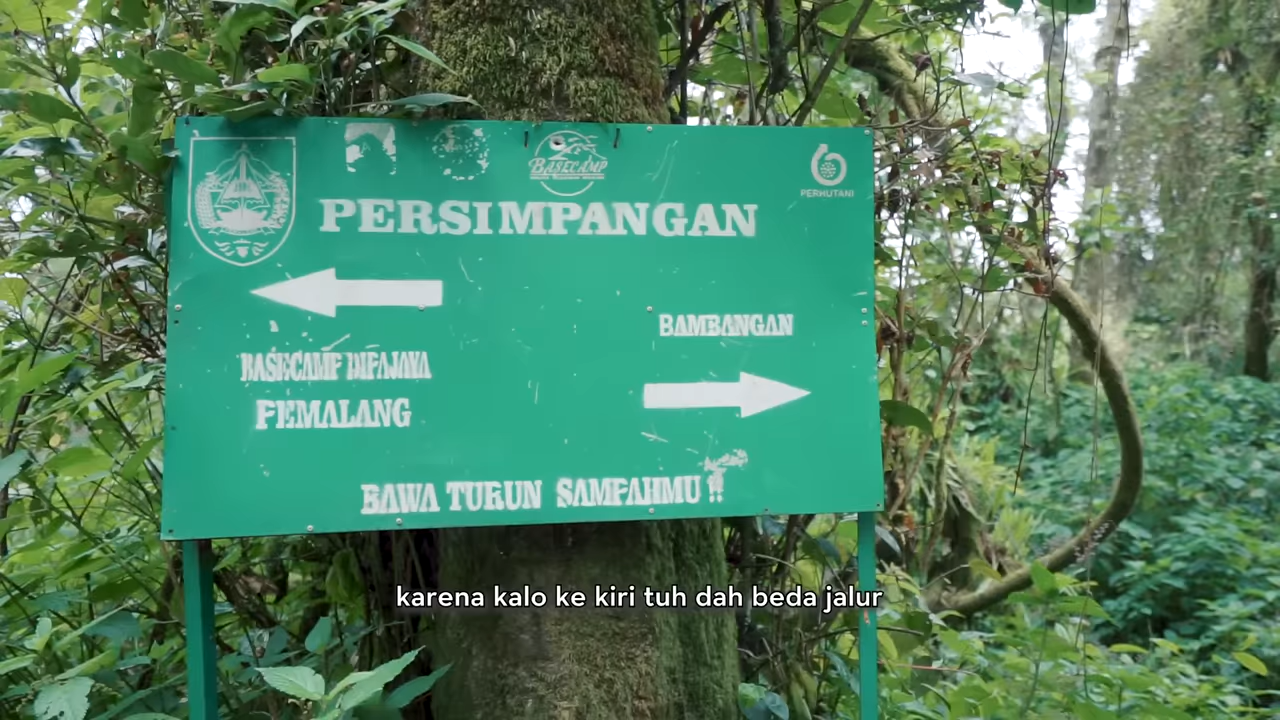 BASECAMP
PERHUTANI
PERSIMPANGAN
BAMBANGAN
BASECAMP DIPAJAYA
PEMALANG
BAWA TURUN SAMPAHMU !!
karena kalo ke kiri tuh dah beda jalur